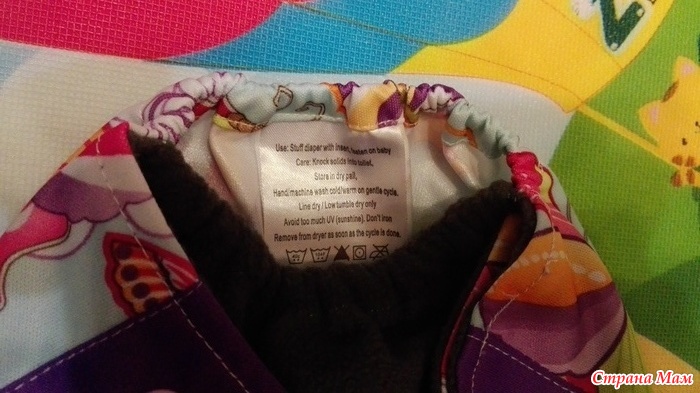 Use: Stuff diaper with insert, fasten on baby
Care: Knock solids into toilet.
Store in dry pail,
Hand/machine wash cold/warm on gentle cycle.
Line dry / Low tumble dry only
Avoid too much UV (sunshine). Don't iron
Remove from dryer as soon as the cycle is done.
Страна Мам